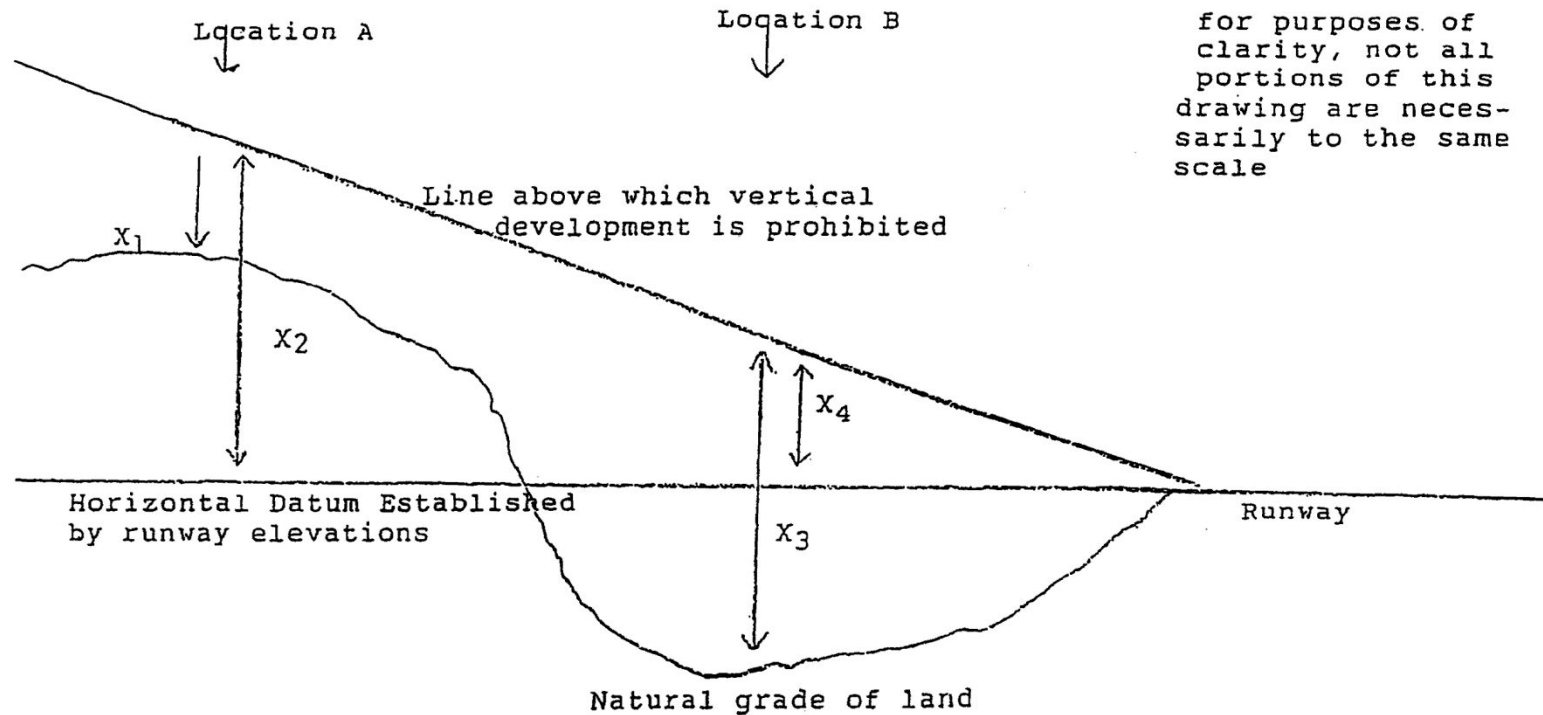 Location A
Location B
for purposes of
clarity, not all
portions of this
drawing are neces-
sarily to the same
scale
Line above which vertical
development is prohibited
X1
X2
X4
X3
Horizontal Datum Established
by runway elevations
Runway
Natural grade of land